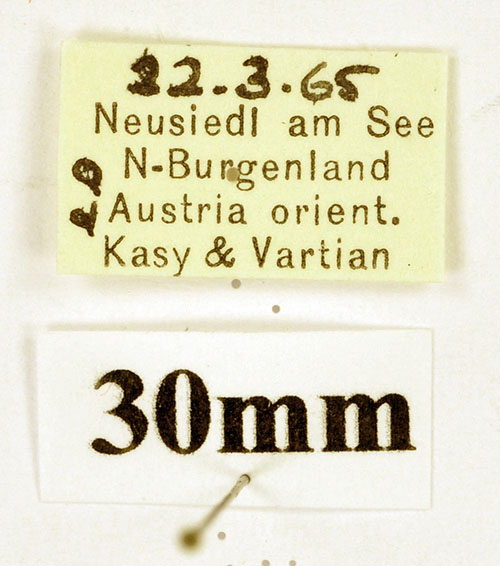 22.3.65
Neusiedl am See
N-Burgenland
Austria orient.
Kasy & Vartian
30mm